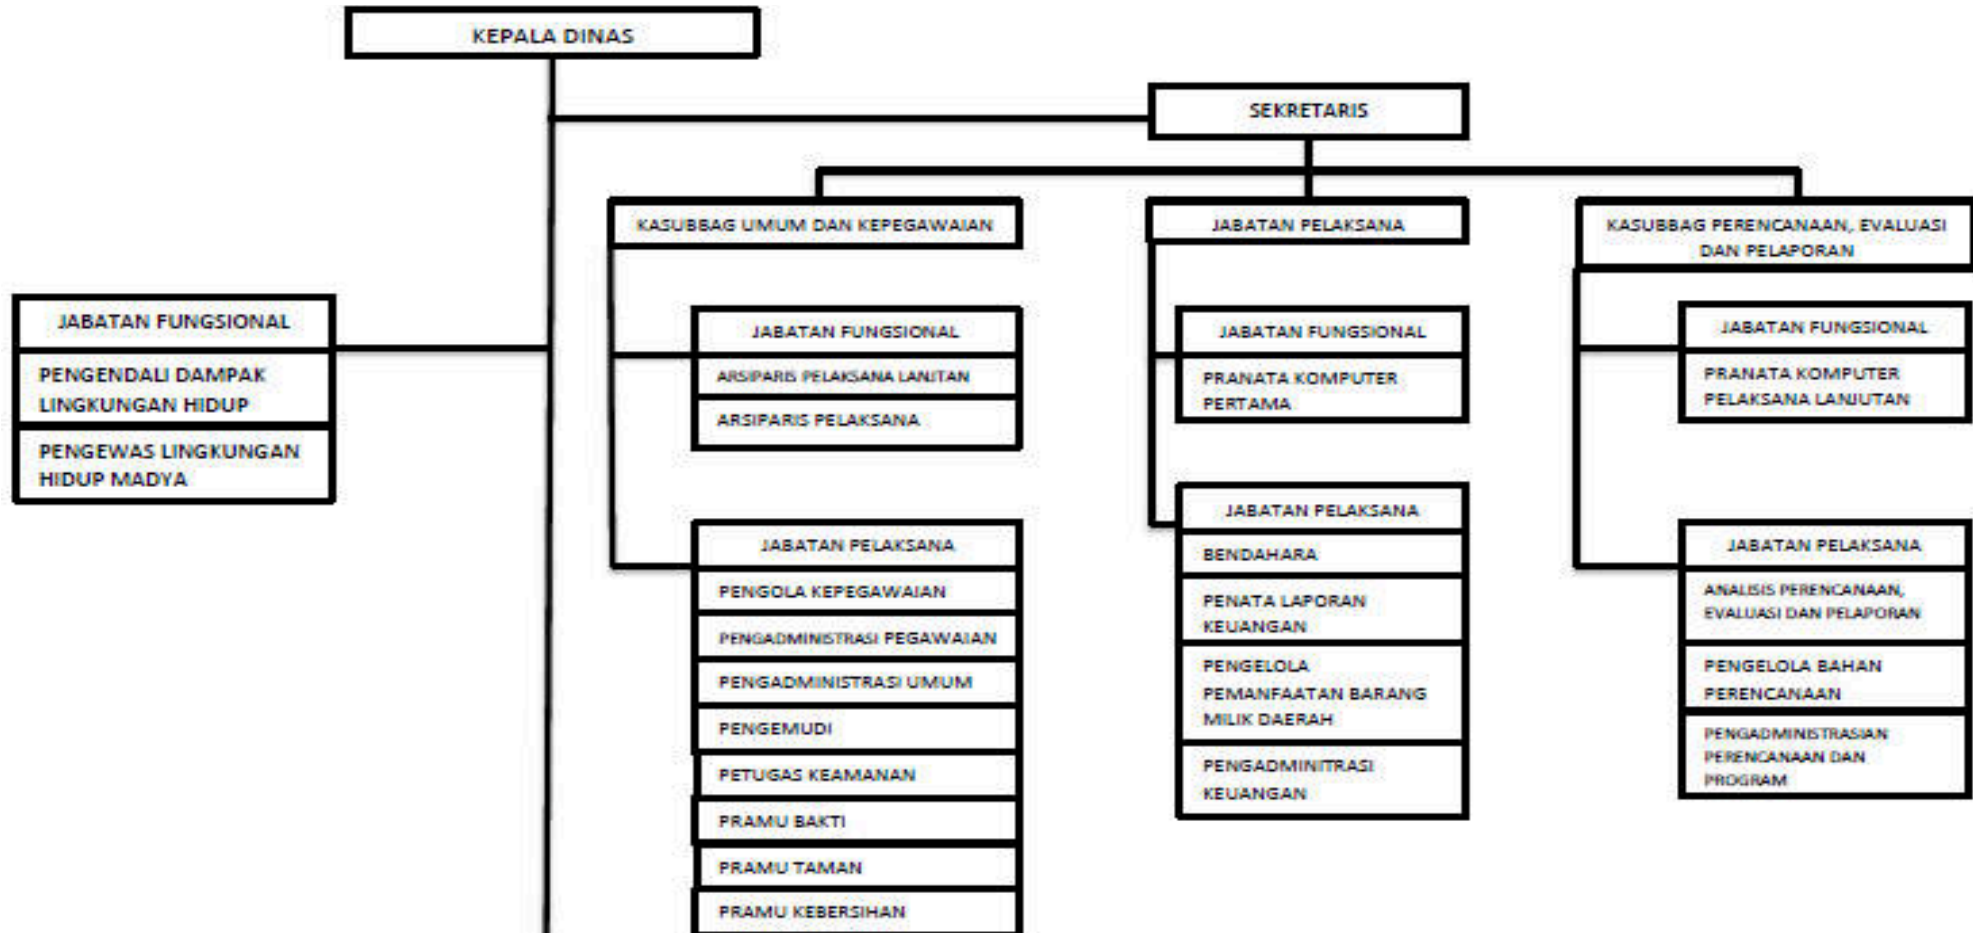 KEPALA DINAS
SEKRETARIS
KASUBBAG UMUM DAN KEPEGAWAIAN
JABATAN PELAKSANA
KASUBBAG PERENCANAAN, EVALUASI
DAN PELAPORAN
JABATAN FUNGSIONAL
PENGENDALI DAMPAK
LINGKUNGAN HIDUP
PENGEWAS LINGKUNGAN
HIDUP MADYA
JABATAN FUNGSIONAL
ARSIPARIS PELAKSANA LANJTAN
ARSIPARIS PELAKSANA
JABATAN PELAKSANA
PENGOLA KEPEGAWAIAN
PENGADMINISTRASI PEGAWAIAN
PENGADMINISTRASI UMUM
PENGEMUDI
PETUGAS KEAMANAN
PRAMU BAKTI
PRAMU TAMAN
PRAMU KEBERSIHAN
JABATAN FUNGSIONAL
PRANATA KOMPUTER
PERTAMA
JABATAN PELAKSANA
BENDAHARA
PENATA LAPORAN
KEUANGAN
PENGELOLA
PEMANFAATAN BARANG
MILIK DAERAH
PENGADMINITRASI
KEUANGAN
JABATAN FUNGSIONAL
PRANATA KOMPUTER
PELAKSANA LANJUTAN
JABATAN PELAKSANA
ANALISIS PERENCANAAN,
EVALUASI DAN PELAPORAN
PENGELOLA BAHAN
PERENCANAAN
PENGADMINISTRASIAN
PERENCANAAN DAN
PROGRAM